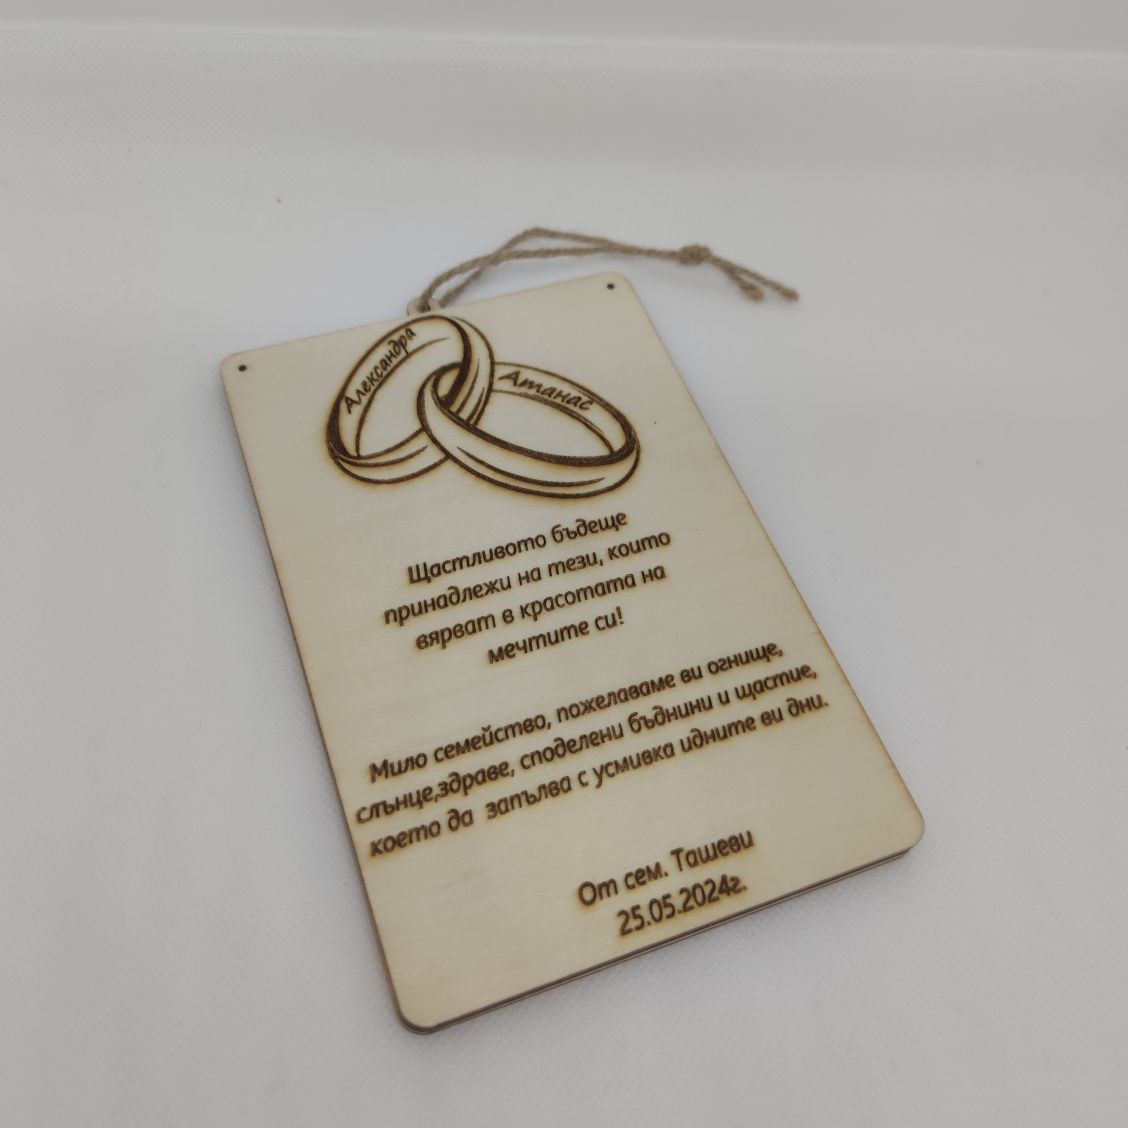 Александра
Атанас
Щастливото бъдеще
принадлежи на тези, които
вярват в красотата на
мечтите си!
Мило семейство, пожелаваме ви огнище,
слънце,здраве, споделени бъднини и щастие,
което да запълва с усмивка идните ви дни.
От сем. Ташеви
25.05.2024г.